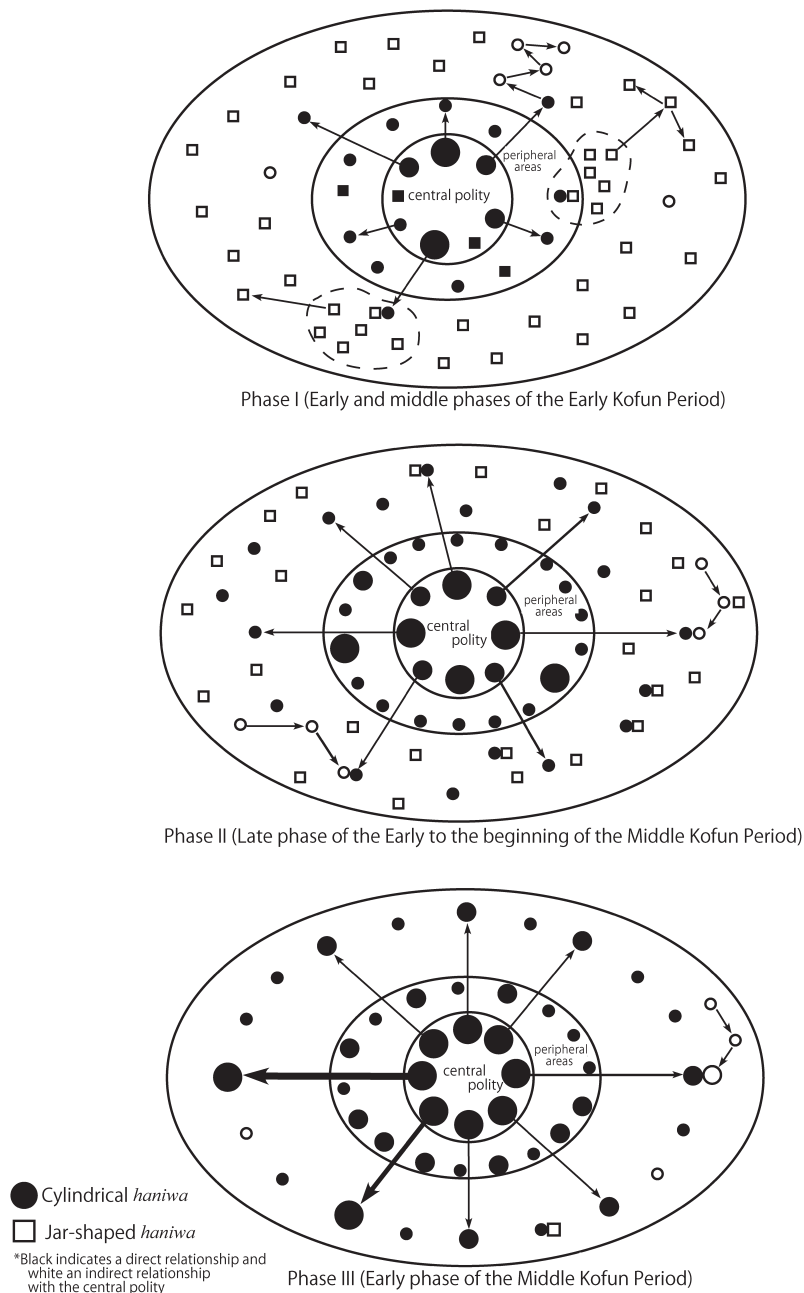 peripheral
areas
central polity
Phase I (Early and middle phases of the Early Kofun Period)
peripheral
areas
central
polity
Phase II (Late phase of the Early to the beginning of the Middle Kofun Period)
peripheral
areas
central
polity
Cylindrical haniwa
Jar-shaped haniwa
*Black indicates a direct relationship and
white an indirect relationship
with the central polity
Phase III (Early phase of the Middle Kofun Period)